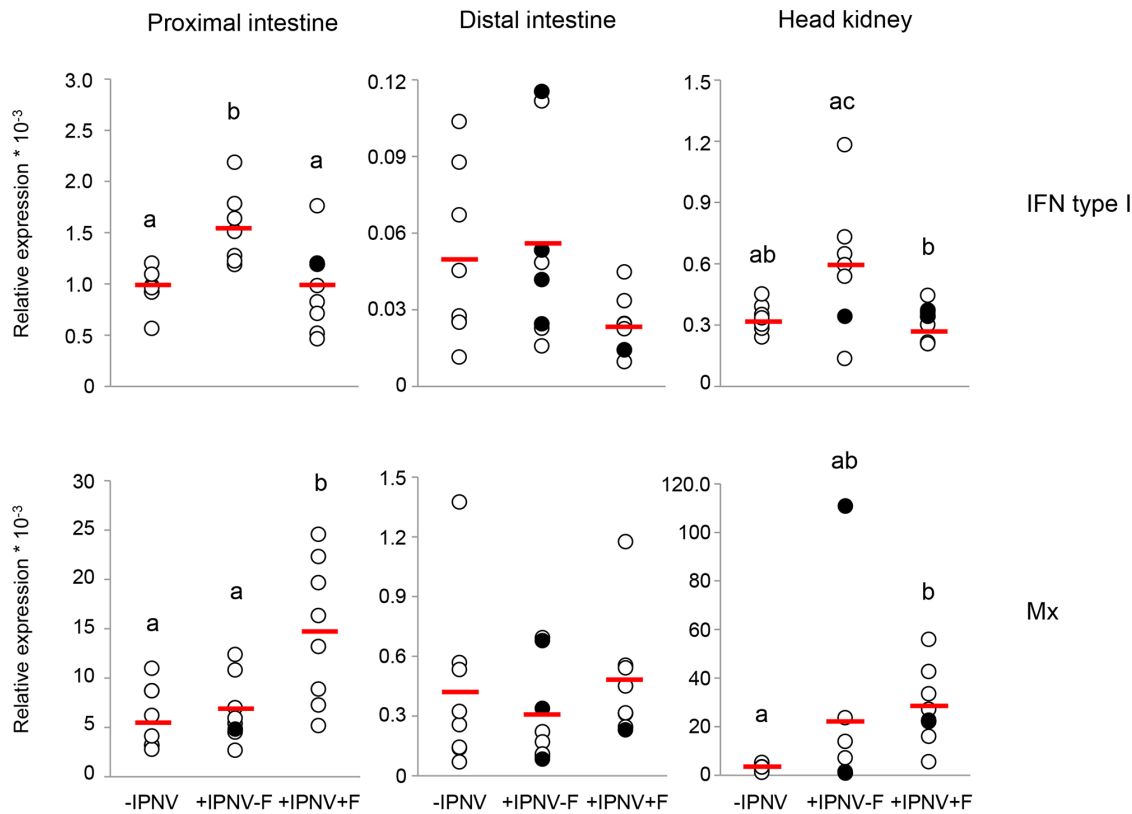 Proximal intestine
Distal intestine
Head kidney
Relative expression * 10-3
3.0
2.5
2.0
1.5
1.0
0.5
0
a
b
a
0.12
0.09
0.06
0.03
0
1.5
1.2
0.9
0.6
0.3
0
ab
ac
b
IFN type I
Relative expression * 10-3
30
25
20
15
10
5
0
a
a
b
-IPNV
+IPNV-F
+IPNV+F
1.5
1.2
0.9
0.6
0.3
0
-IPNV
+IPNV-F
+IPNV+F
120.0
100
80
60
40
20
0
a
ab
b
-IPNV
+IPNV-F
+IPNV+F
Mx